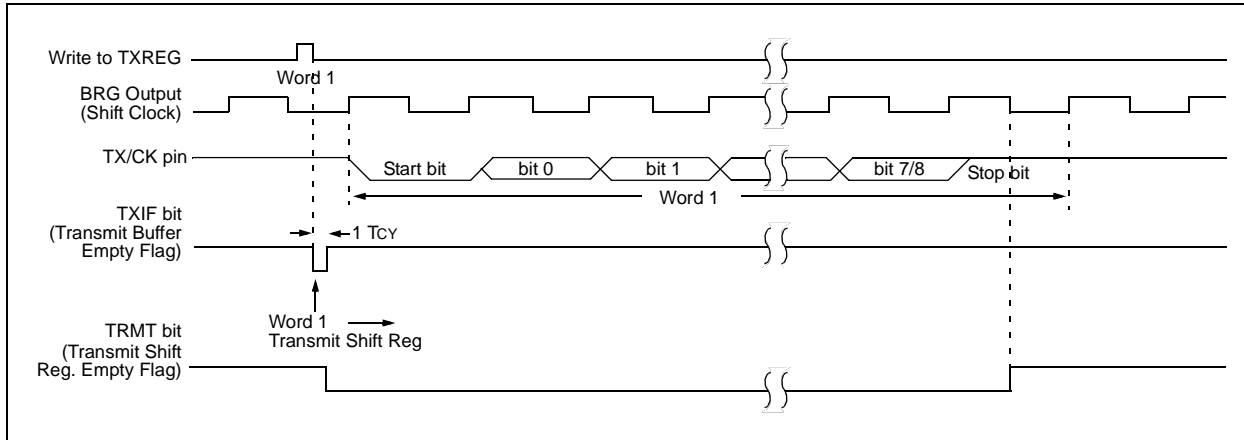 Write to TXREG
Word 1
BRG Output
(Shift Clock)
TX/CK pin
Start bit
bit 0
bit 1
bit 7/8
Stop bit
Word 1
TXIF bit
(Transmit Buffer
Empty Flag)
1 TCY
Word 1
Transmit Shift Reg
TRMT bit
(Transmit Shift
Reg. Empty Flag)